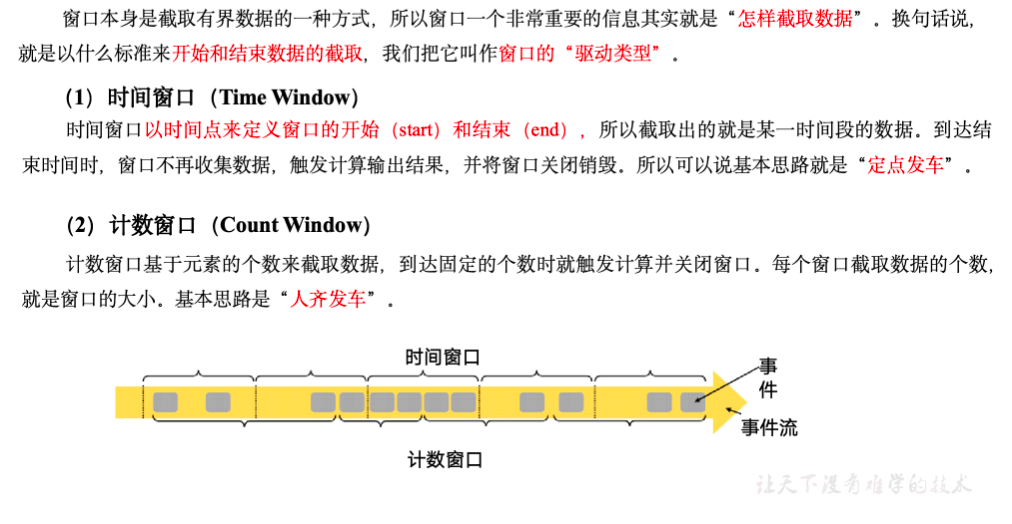 窗口本身是截取有界数据的一种方式，所以窗口一个非常重要的信息其实就是“怎样截取数据”。换句话说，
就是以什么标准来开始和结束数据的截取，我们把它叫作窗口的“驱动类型”。
（1）时间窗口（Time Window）
时间窗口以时间点来定义窗口的开始（start）和结束（end），所以截取出的就是某一时间段的数据。到达结
束时间时，窗口不再收集数据，触发计算输出结果，并将窗口关闭销毁。所以可以说基本思路就是“定点发车”。
（2）计数窗口（Count Window）
计数窗口基于元素的个数来截取数据，到达固定的个数时就触发计算并关闭窗口。每个窗口截取数据的个数，
就是窗口的大小。基本思路是“人齐发车”。
时间窗口
事
件
事件流
计数窗口
让天下没有难学的技术